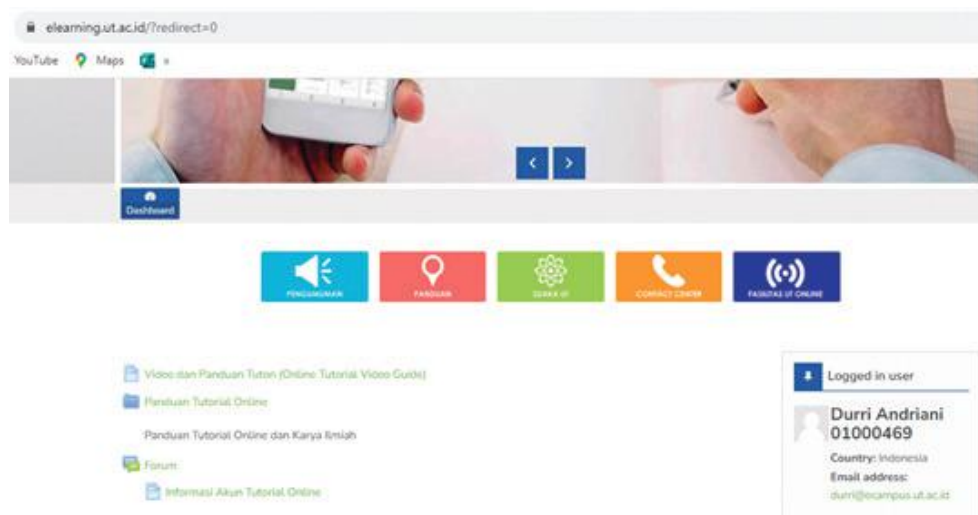 elearning.ut.ac.id/?redirect=0
YouTube Maps
Dashboard
PENGUMUMAN PANDUAN CONTACT CENTER FASILITAS UT ONLINE
Video dan Panduan Tuton (Online Tutorial Video Guide)
Panduan Tutorial Online
Panduan Tutorial Online dan Karya Ilmiah
Forum
Informasi Akun Tutorial Online
Logged in user
Durri Andriani
01000469
Country: Indonesia
Email address:
durri@ecampus.ut.ac.id